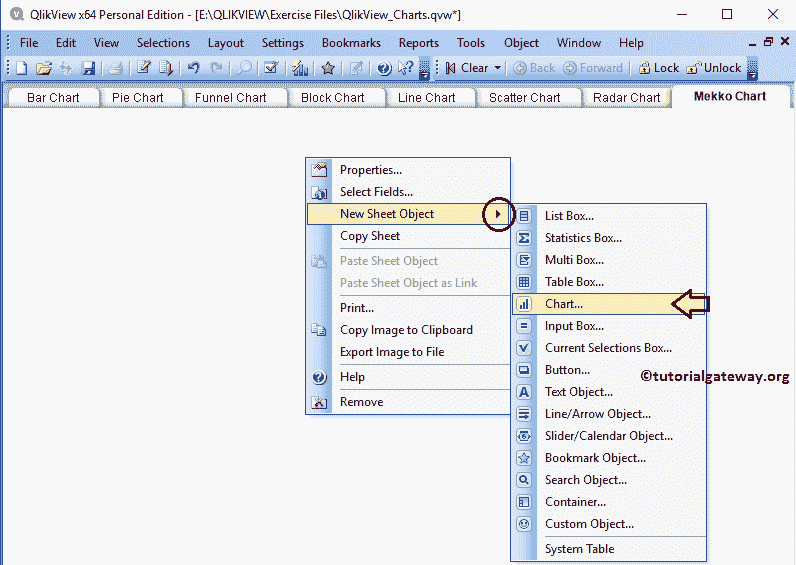 QlikView x64 Personal Edition - [E:\QLIKVIEW\Exercise Files\QlikView_Charts.qvw*]
File Edit View Selections Layout Settings Bookmarks Reports Tools Object Window Help
Clear Back Forward Lock Unlock
Bar Chart Pie Chart Funnel Chart Block Chart Line Chart Scatter Chart Radar Chart Mekko Chart
Properties...
Select Fields...
New Sheet Object
Copy Sheet
Paste Sheet Object
Paste Sheet Object as Link
Print...
Copy Image to Clipboard
Export Image to File
Help
Remove
List Box...
Statistics Box...
Multi Box...
Table Box...
Chart...
Input Box...
Current Selections Box...
Button...
Text Object...
Line/Arrow Object...
Slider/Calendar Object...
Bookmark Object...
Search Object...
Container...
Custom Object...
System Table
©tutorialgateway.org